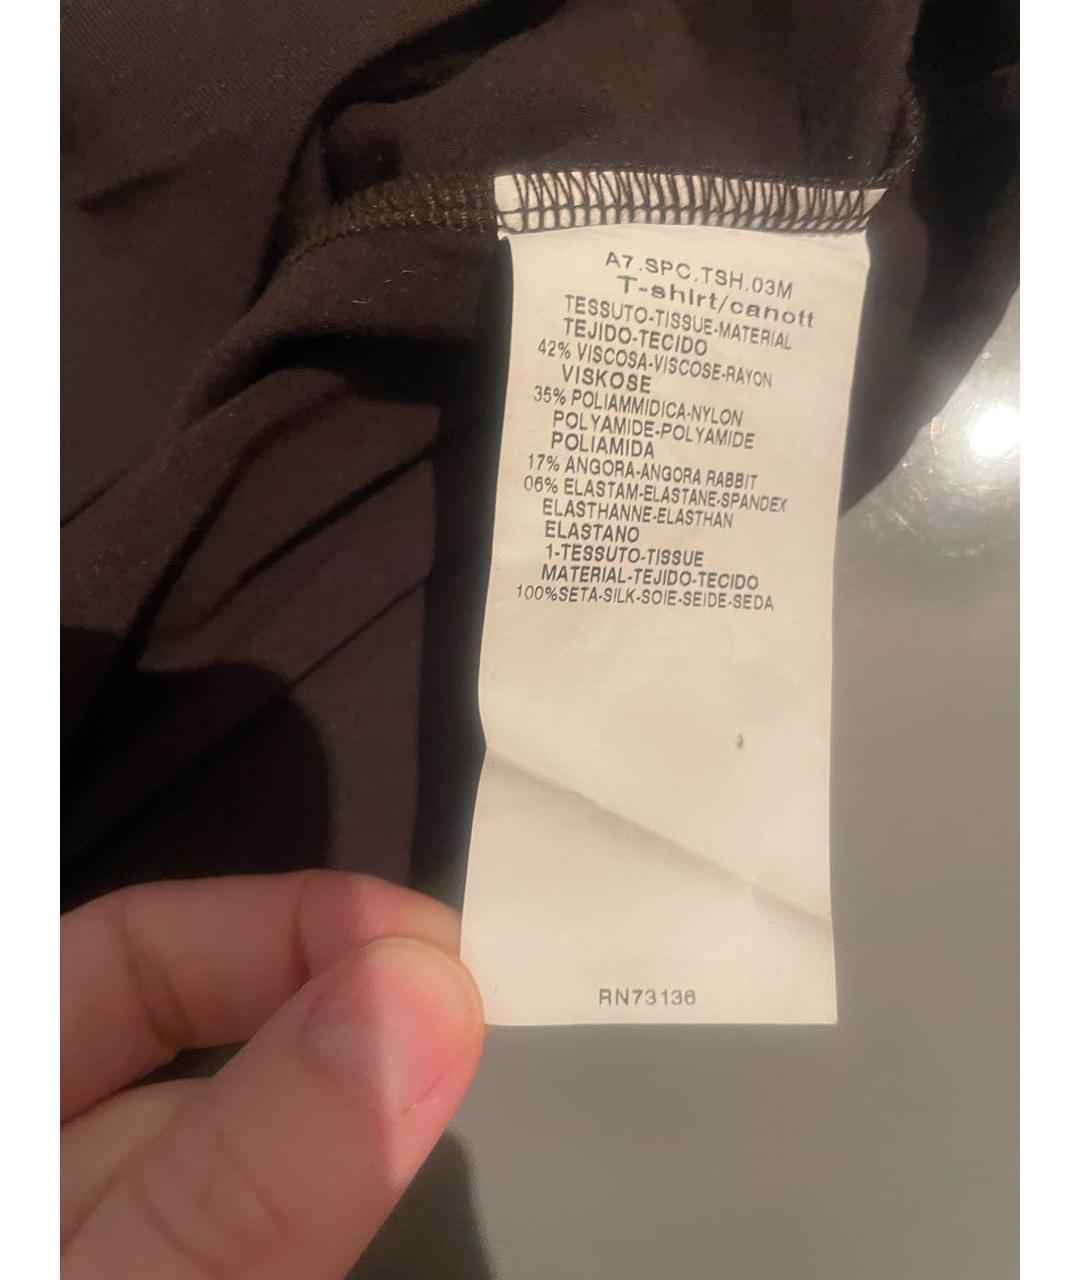 A7.SPC.TSH.03M
T-shirt/canott
TESSUTO-TISSUE-MATERIAL
TEJIDO-TECIDO
42% VISCOSA-VISCOSE-RAYON
VISKOSE
35% POLIAMMIDICA-NYLON
POLYAMIDE-POLYAMIDE
POLIAMIDA
17% ANGORA-ANGORA RABBIT
06% ELASTAM-ELASTANE-SPANDEX
ELASTHANNE-ELASTHAN
ELASTANO
1-TESSUTO-TISSUE
MATERIAL-TEJIDO-TECIDO
100%SETA-SILK-SOIE-SEIDE-SEDA
RN73136